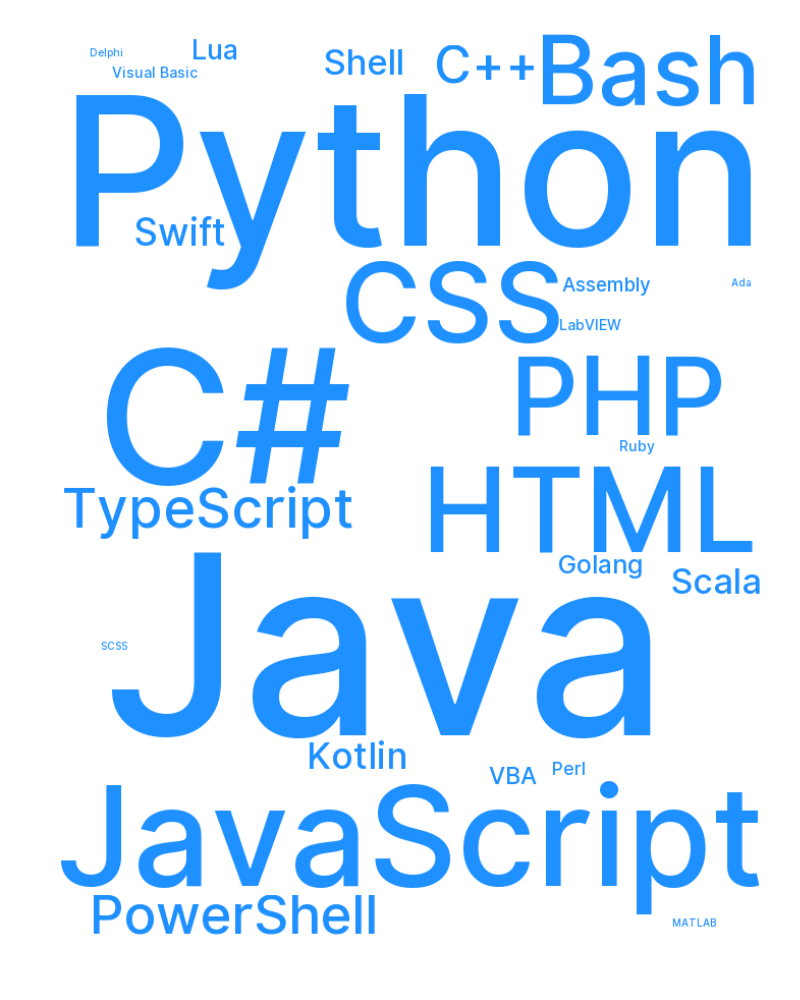 Delphi
Lua
Visual Basic
Shell
C++
Bash
Python
Swift
CSS
Assembly
Ada
LabVIEW
C#
PHP
Ruby
TypeScript
HTML
Golang
Scala
Java
SCSS
Kotlin
VBA
Perl
JavaScript
PowerShell
MATLAB